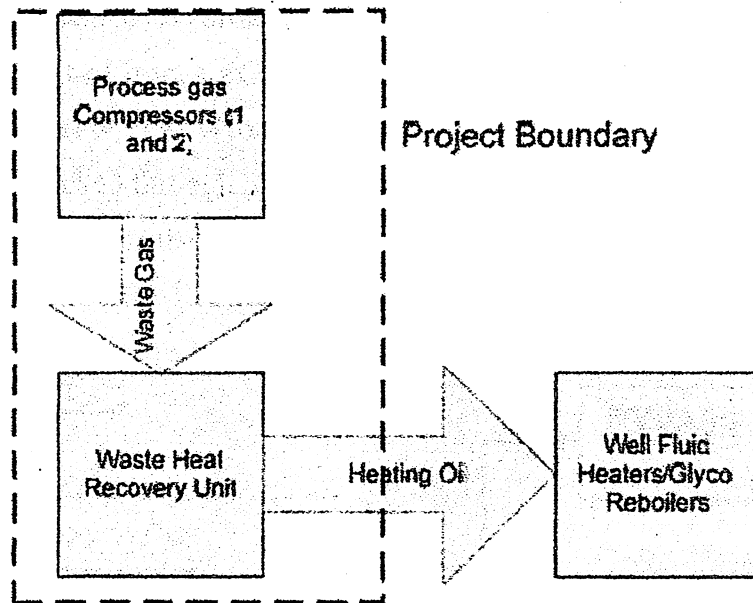 Process gas
Compressors (1
and 2)
Project Boundary
Waste Gas
Waste Heat
Recovery Unit
Heating Oi
Well Fluid
Heaters/Glyco
Reboilers